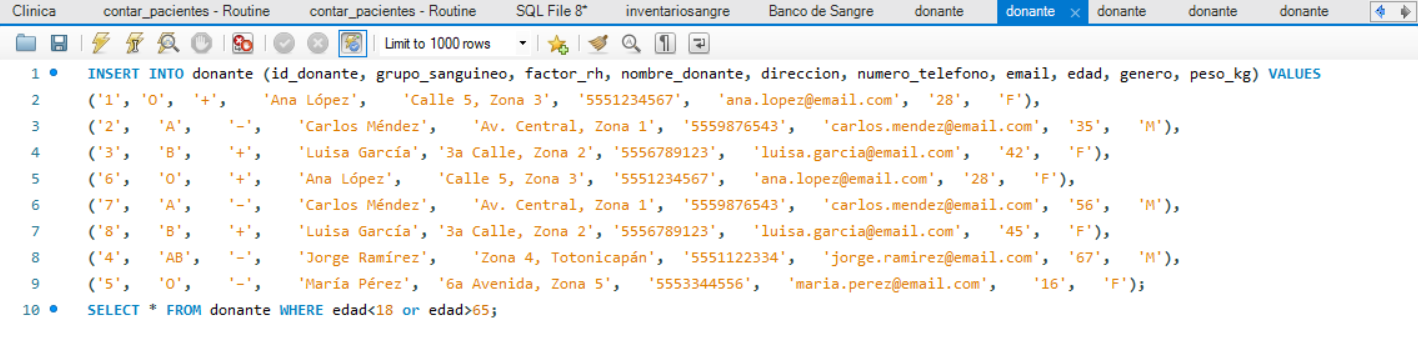 Clinica contar_pacientes - Routine contar_pacientes - Routine SQL File 8* inventariosangre Banco de Sangre donante donante × donante donante donante
Limit to 1000 rows
1 INSERT INTO donante (id_donante, grupo_sanguineo, factor_rh, nombre_donante, direccion, numero_telefono, email, edad, genero, peso_kg) VALUES
2 ('1', 'O', '+', 'Ana López', 'Calle 5, Zona 3', '5551234567', 'ana.lopez@email.com', '28', 'F'),
3 ('2', 'A', '-', 'Carlos Méndez', 'Av. Central, Zona 1', '5559876543', 'carlos.mendez@email.com', '35', 'M'),
4 ('3', 'B', '+', 'Luisa García', '3a Calle, Zona 2', '5556789123', 'luisa.garcia@email.com', '42', 'F'),
5 ('6', 'O', '+', 'Ana López', 'Calle 5, Zona 3', '5551234567', 'ana.lopez@email.com', '28', 'F'),
6 ('7', 'A', '-', 'Carlos Méndez', 'Av. Central, Zona 1', '5559876543', 'carlos.mendez@email.com', '56', 'M'),
7 ('8', 'B', '+', 'Luisa García', '3a Calle, Zona 2', '5556789123', 'luisa.garcia@email.com', '45', 'F'),
8 ('4', 'AB', '-', 'Jorge Ramírez', 'Zona 4, Totonicapán', '5551122334', 'jorge.ramirez@email.com', '67', 'M'),
9 ('5', 'O', '-', 'María Pérez', '6a Avenida, Zona 5', '5553344556', 'maria.perez@email.com', '16', 'F');
10 SELECT * FROM donante WHERE edad<18 or edad>65;